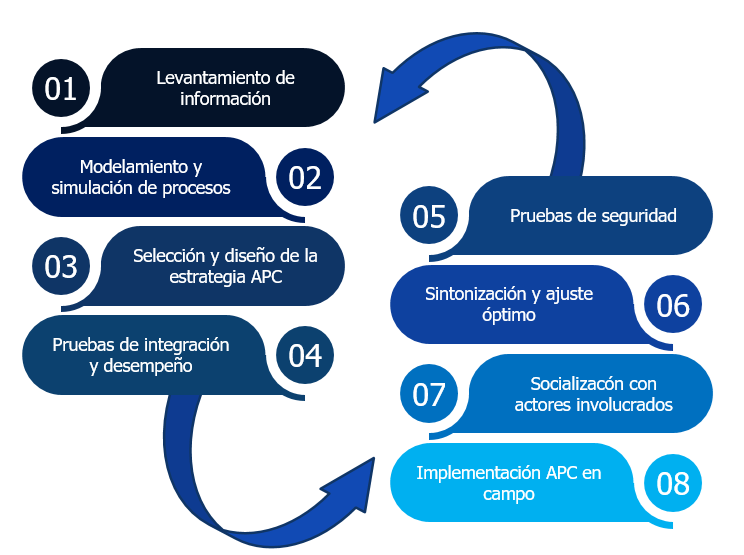 01
Levantamiento de
información
Modelamiento y
simulación de procesos
02
03
Selección y diseño de la
estrategia APC
Pruebas de integración
y desempeño
04
05
Pruebas de seguridad
Sintonización y ajuste
óptimo
06
07
Socializacón con
actores involucrados
Implementación APC en
campo
08